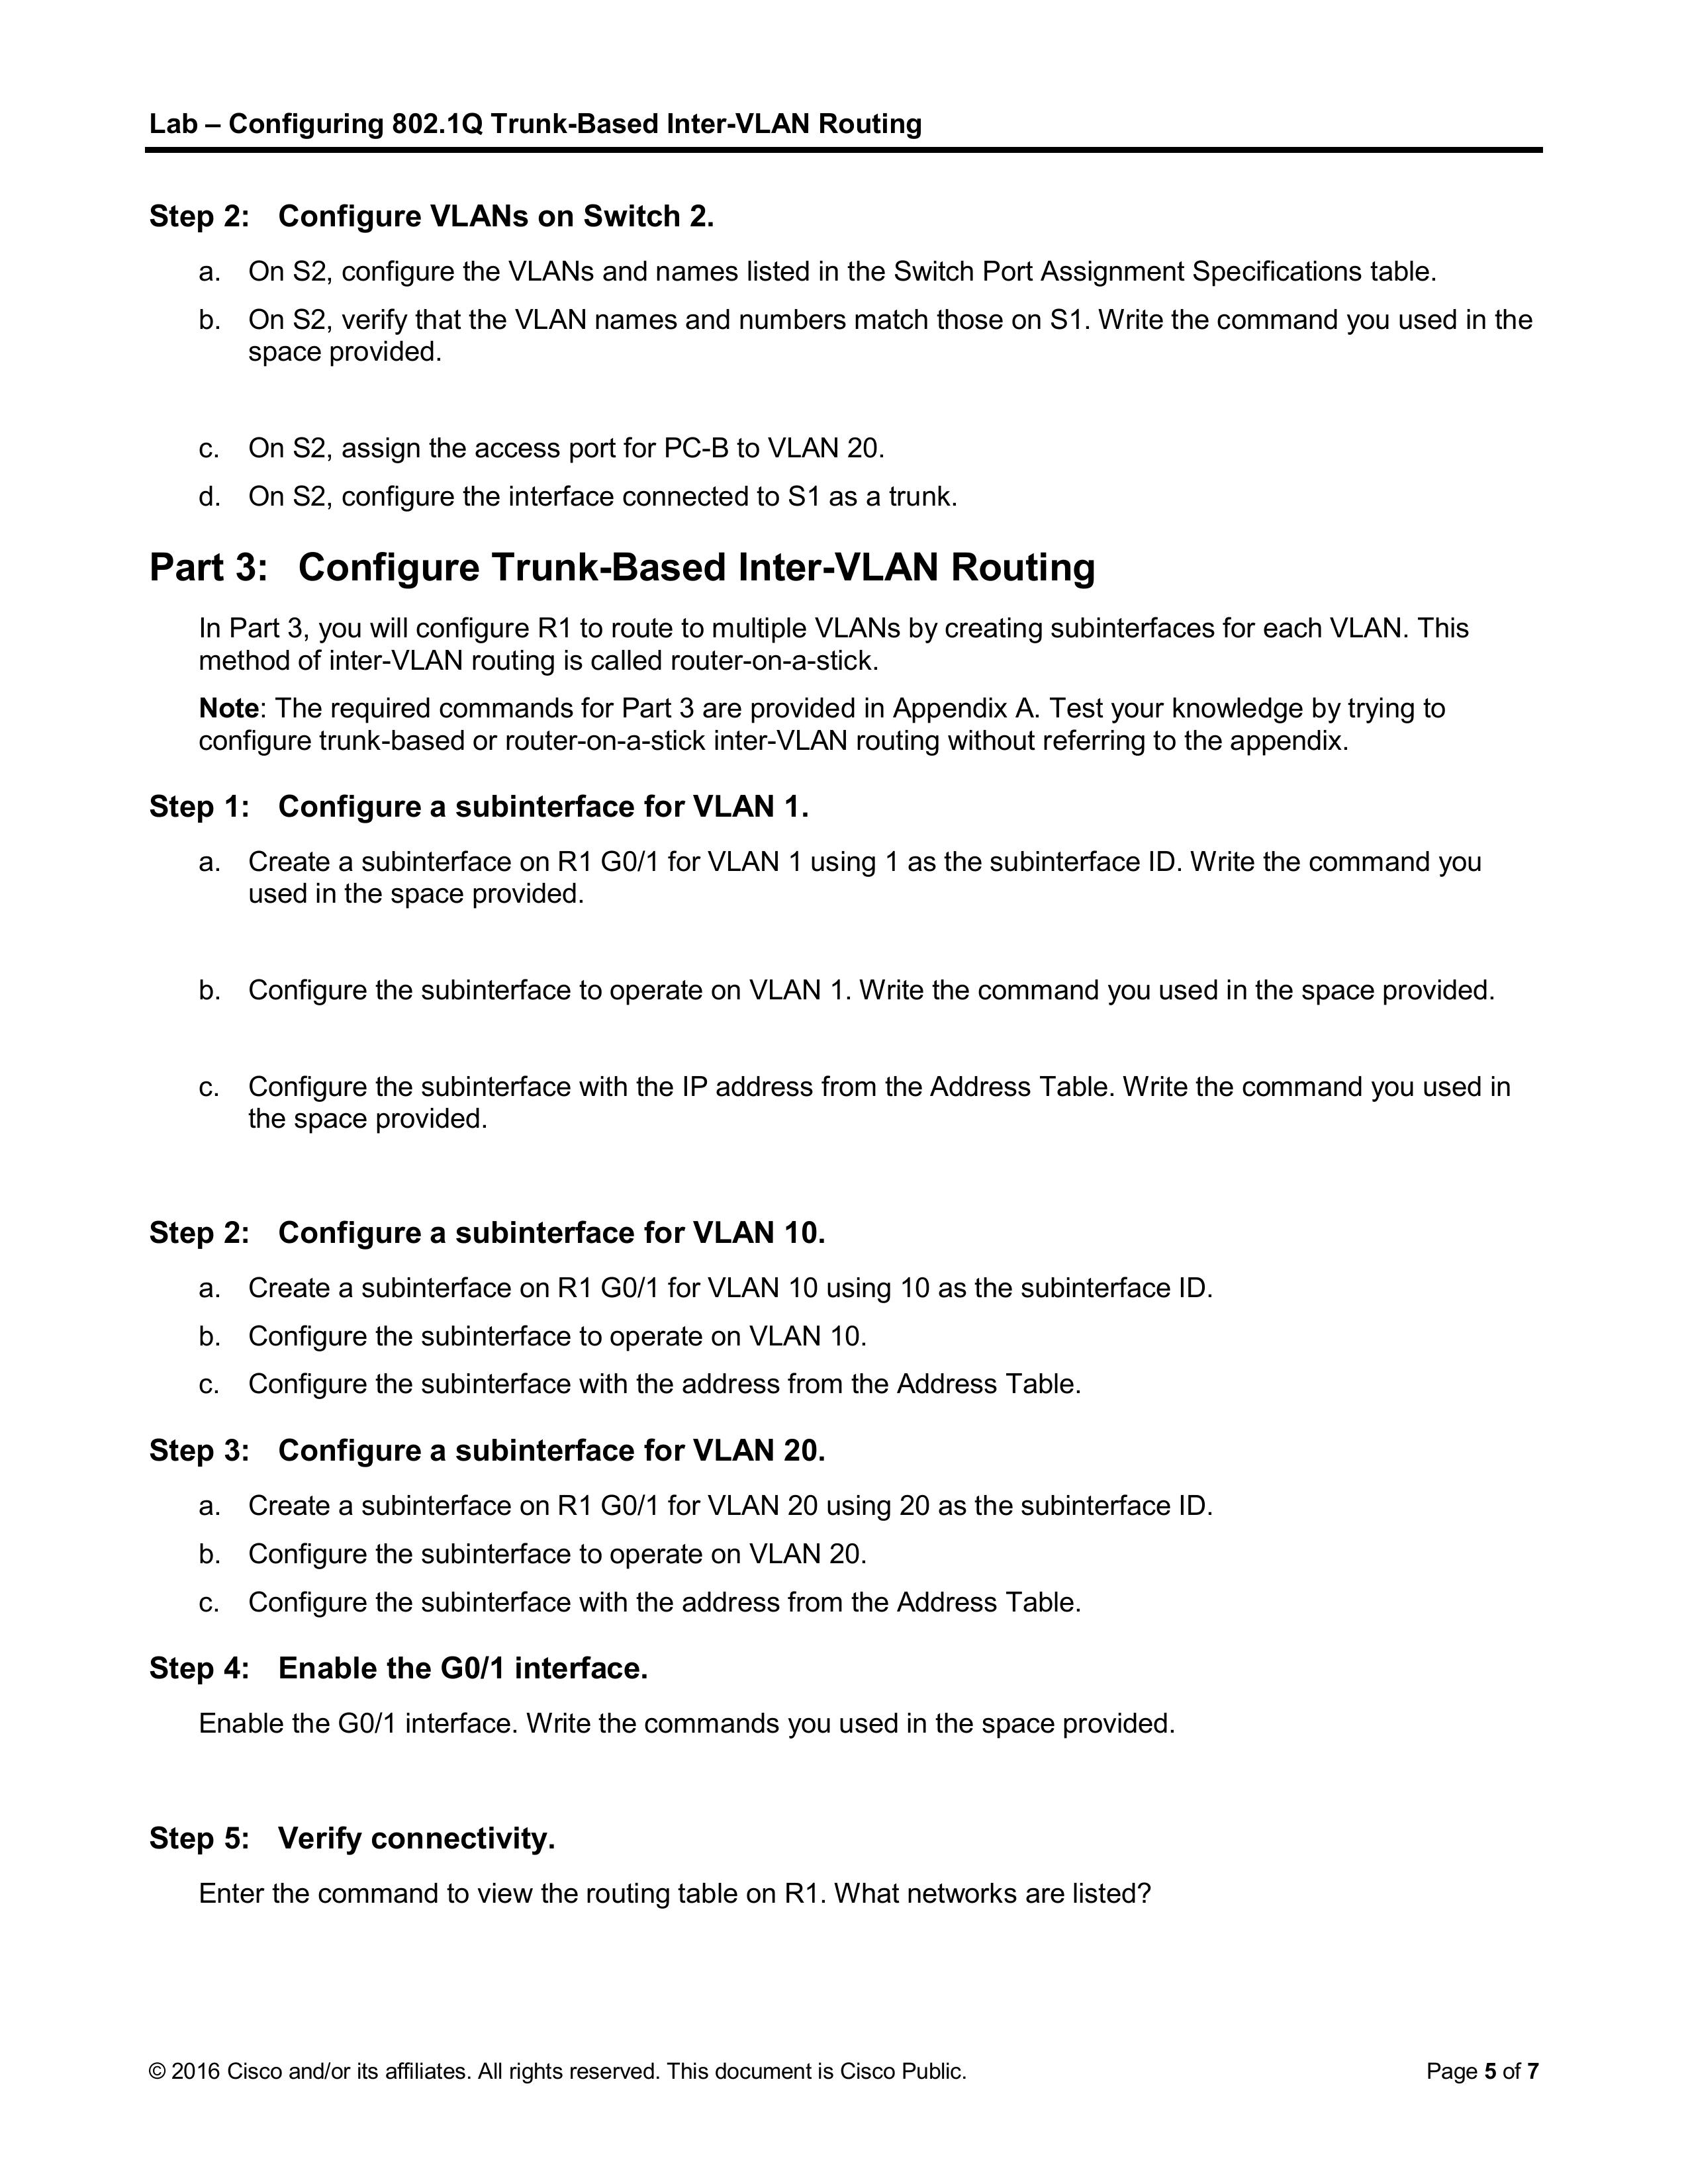 Lab – Configuring 802.1Q Trunk-Based Inter-VLAN Routing
Step 2: Configure VLANs on Switch 2.
a. On S2, configure the VLANs and names listed in the Switch Port Assignment Specifications table.
b. On S2, verify that the VLAN names and numbers match those on S1. Write the command you used in the
space provided.
c. On S2, assign the access port for PC-B to VLAN 20.
d. On S2, configure the interface connected to S1 as a trunk.
Part 3: Configure Trunk-Based Inter-VLAN Routing
In Part 3, you will configure R1 to route to multiple VLANs by creating subinterfaces for each VLAN. This
method of inter-VLAN routing is called router-on-a-stick.
Note: The required commands for Part 3 are provided in Appendix A. Test your knowledge by trying to
configure trunk-based or router-on-a-stick inter-VLAN routing without referring to the appendix.
Step 1: Configure a subinterface for VLAN 1.
a. Create a subinterface on R1 G0/1 for VLAN 1 using 1 as the subinterface ID. Write the command you
used in the space provided.
b. Configure the subinterface to operate on VLAN 1. Write the command you used in the space provided.
c. Configure the subinterface with the IP address from the Address Table. Write the command you used in
the space provided.
Step 2: Configure a subinterface for VLAN 10.
a. Create a subinterface on R1 G0/1 for VLAN 10 using 10 as the subinterface ID.
b. Configure the subinterface to operate on VLAN 10.
c. Configure the subinterface with the address from the Address Table.
Step 3: Configure a subinterface for VLAN 20.
a. Create a subinterface on R1 G0/1 for VLAN 20 using 20 as the subinterface ID.
b. Configure the subinterface to operate on VLAN 20.
c. Configure the subinterface with the address from the Address Table.
Step 4: Enable the G0/1 interface.
Enable the G0/1 interface. Write the commands you used in the space provided.
Step 5: Verify connectivity.
Enter the command to view the routing table on R1. What networks are listed?
© 2016 Cisco and/or its affiliates. All rights reserved. This document is Cisco Public. Page 5 of 7